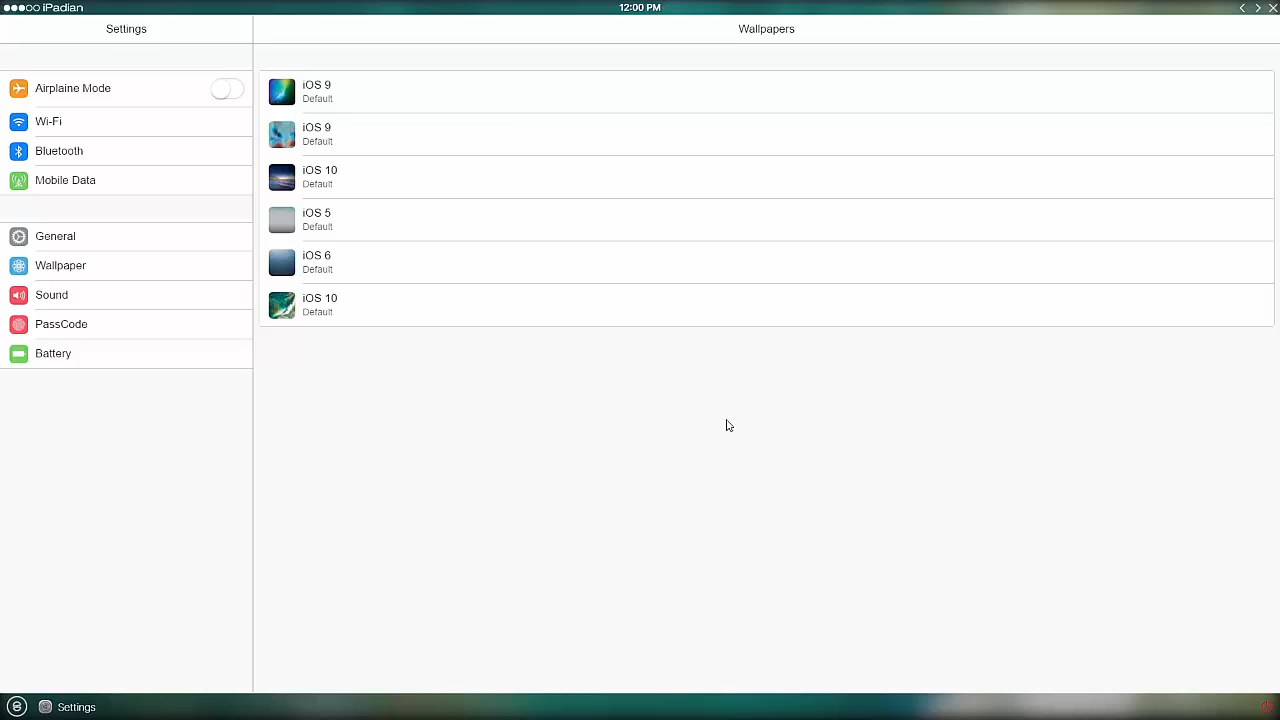 iPadian
12:00 PM
Settings
Wallpapers
Airplaine Mode
Wi-Fi
Bluetooth
Mobile Data
General
Wallpaper
Sound
PassCode
Battery
iOS 9
Default
iOS 9
Default
iOS 10
Default
iOS 5
Default
iOS 6
Default
iOS 10
Default
Settings